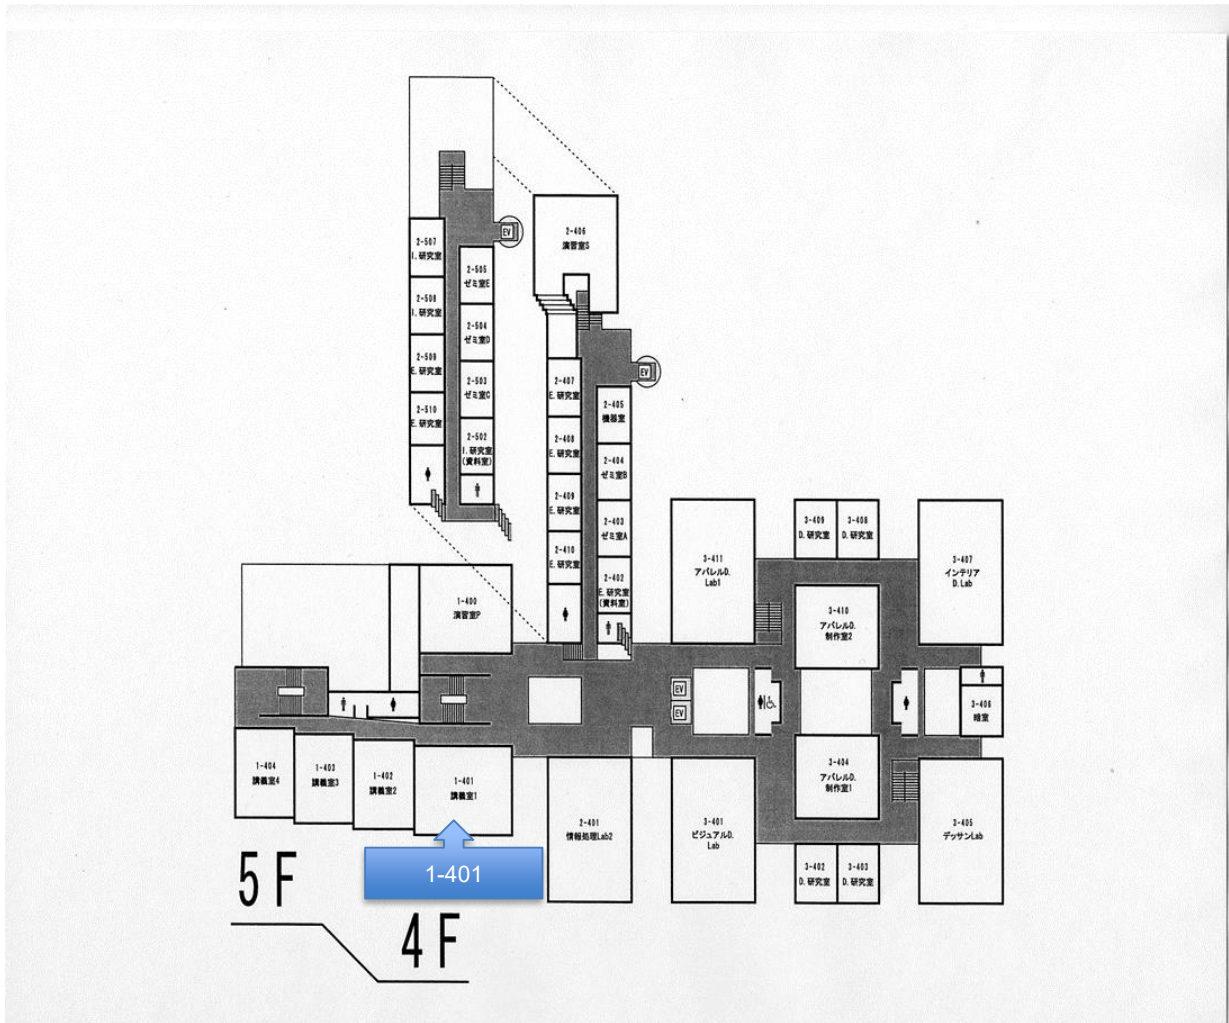 2-406
演習室S
EV
2-507
I.研究室
2-505
ゼミ室E
2-508
I.研究室
2-504
ゼミ室D
2-509
E.研究室
2-503
ゼミ室C
2-510
E.研究室
2-502
I.研究室
(資料室)
EV
2-407
E.研究室
2-405
機器室
2-408
E.研究室
2-404
ゼミ室B
2-409
E.研究室
2-403
ゼミ室A
2-410
E.研究室
2-402
E.研究室
(資料室)
3-411
アパレルD.
Lab1
3-409
D.研究室
3-408
D.研究室
3-407
インテリア
D.Lab
1-400
演習室P
3-410
アパレルD.
制作室2
EV
EV
3-406
暗室
1-404
講義室4
1-403
講義室3
1-402
講義室2
1-401
講義室1
3-404
アパレルD.
制作室1
2-401
情報処理Lab2
3-401
ビジュアルD.
Lab
3-405
デッサンLab
3-402
D.研究室
3-403
D.研究室
1-401
5F
4F